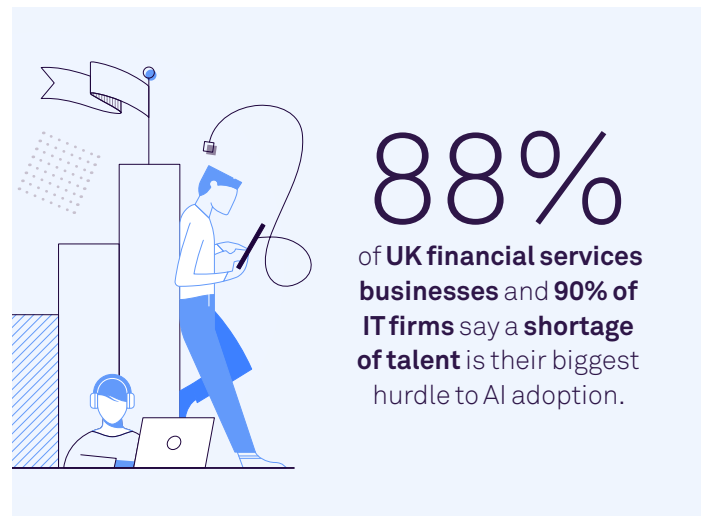 88%
of UK financial services
businesses and 90% of
IT firms say a shortage
of talent is their biggest
hurdle to AI adoption.